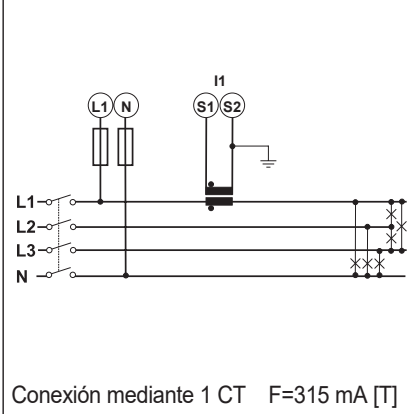 I1
L1 N S1 S2
L1
L2
L3
N
Conexión mediante 1 CT F=315 mA [T]